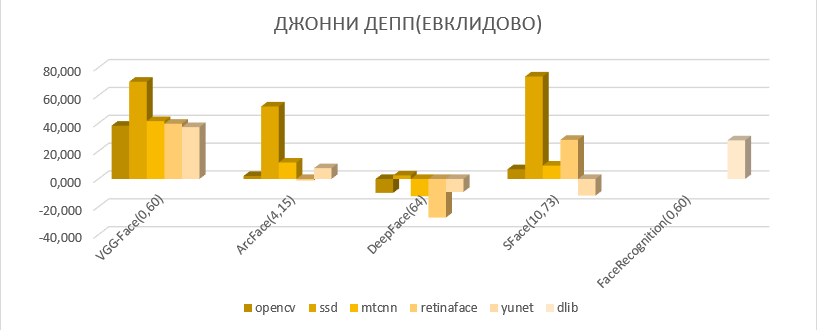 ДЖОННИ ДЕПП(ЕВКЛИДОВО)
80,000
60,000
40,000
20,000
0,000
-20,000
-40,000
VGG-Face(0,60)
ArcFace(4,15)
DeepFace(64)
SFace(10,73)
FaceRecognition(0,60)
opencv ssd mtcnn retinaface yunet dlib